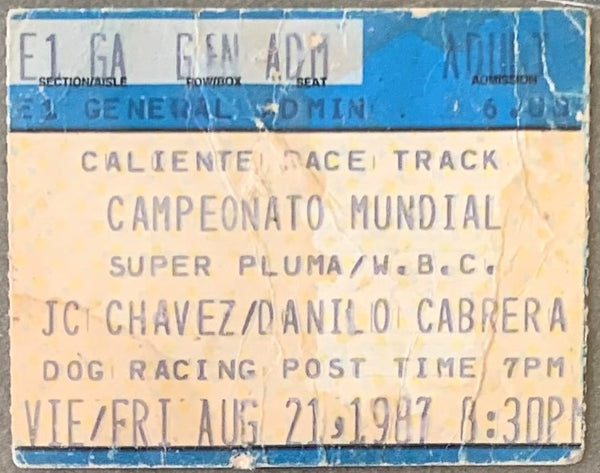 E1 GA GEN ADM ADULT
SECTION/AISLE ROW/BOX SEAT ADMISSION
E1 GENERAL ADMIN 6.00
CALIENTE RACE TRACK
CAMPEONATO MUNDIAL
SUPER PLUMA/W.B.C.
JC CHAVEZ/DANILO CABRERA
DOG RACING POST TIME 7PM
VIE/FRI AUG 21,1987 8:30PM